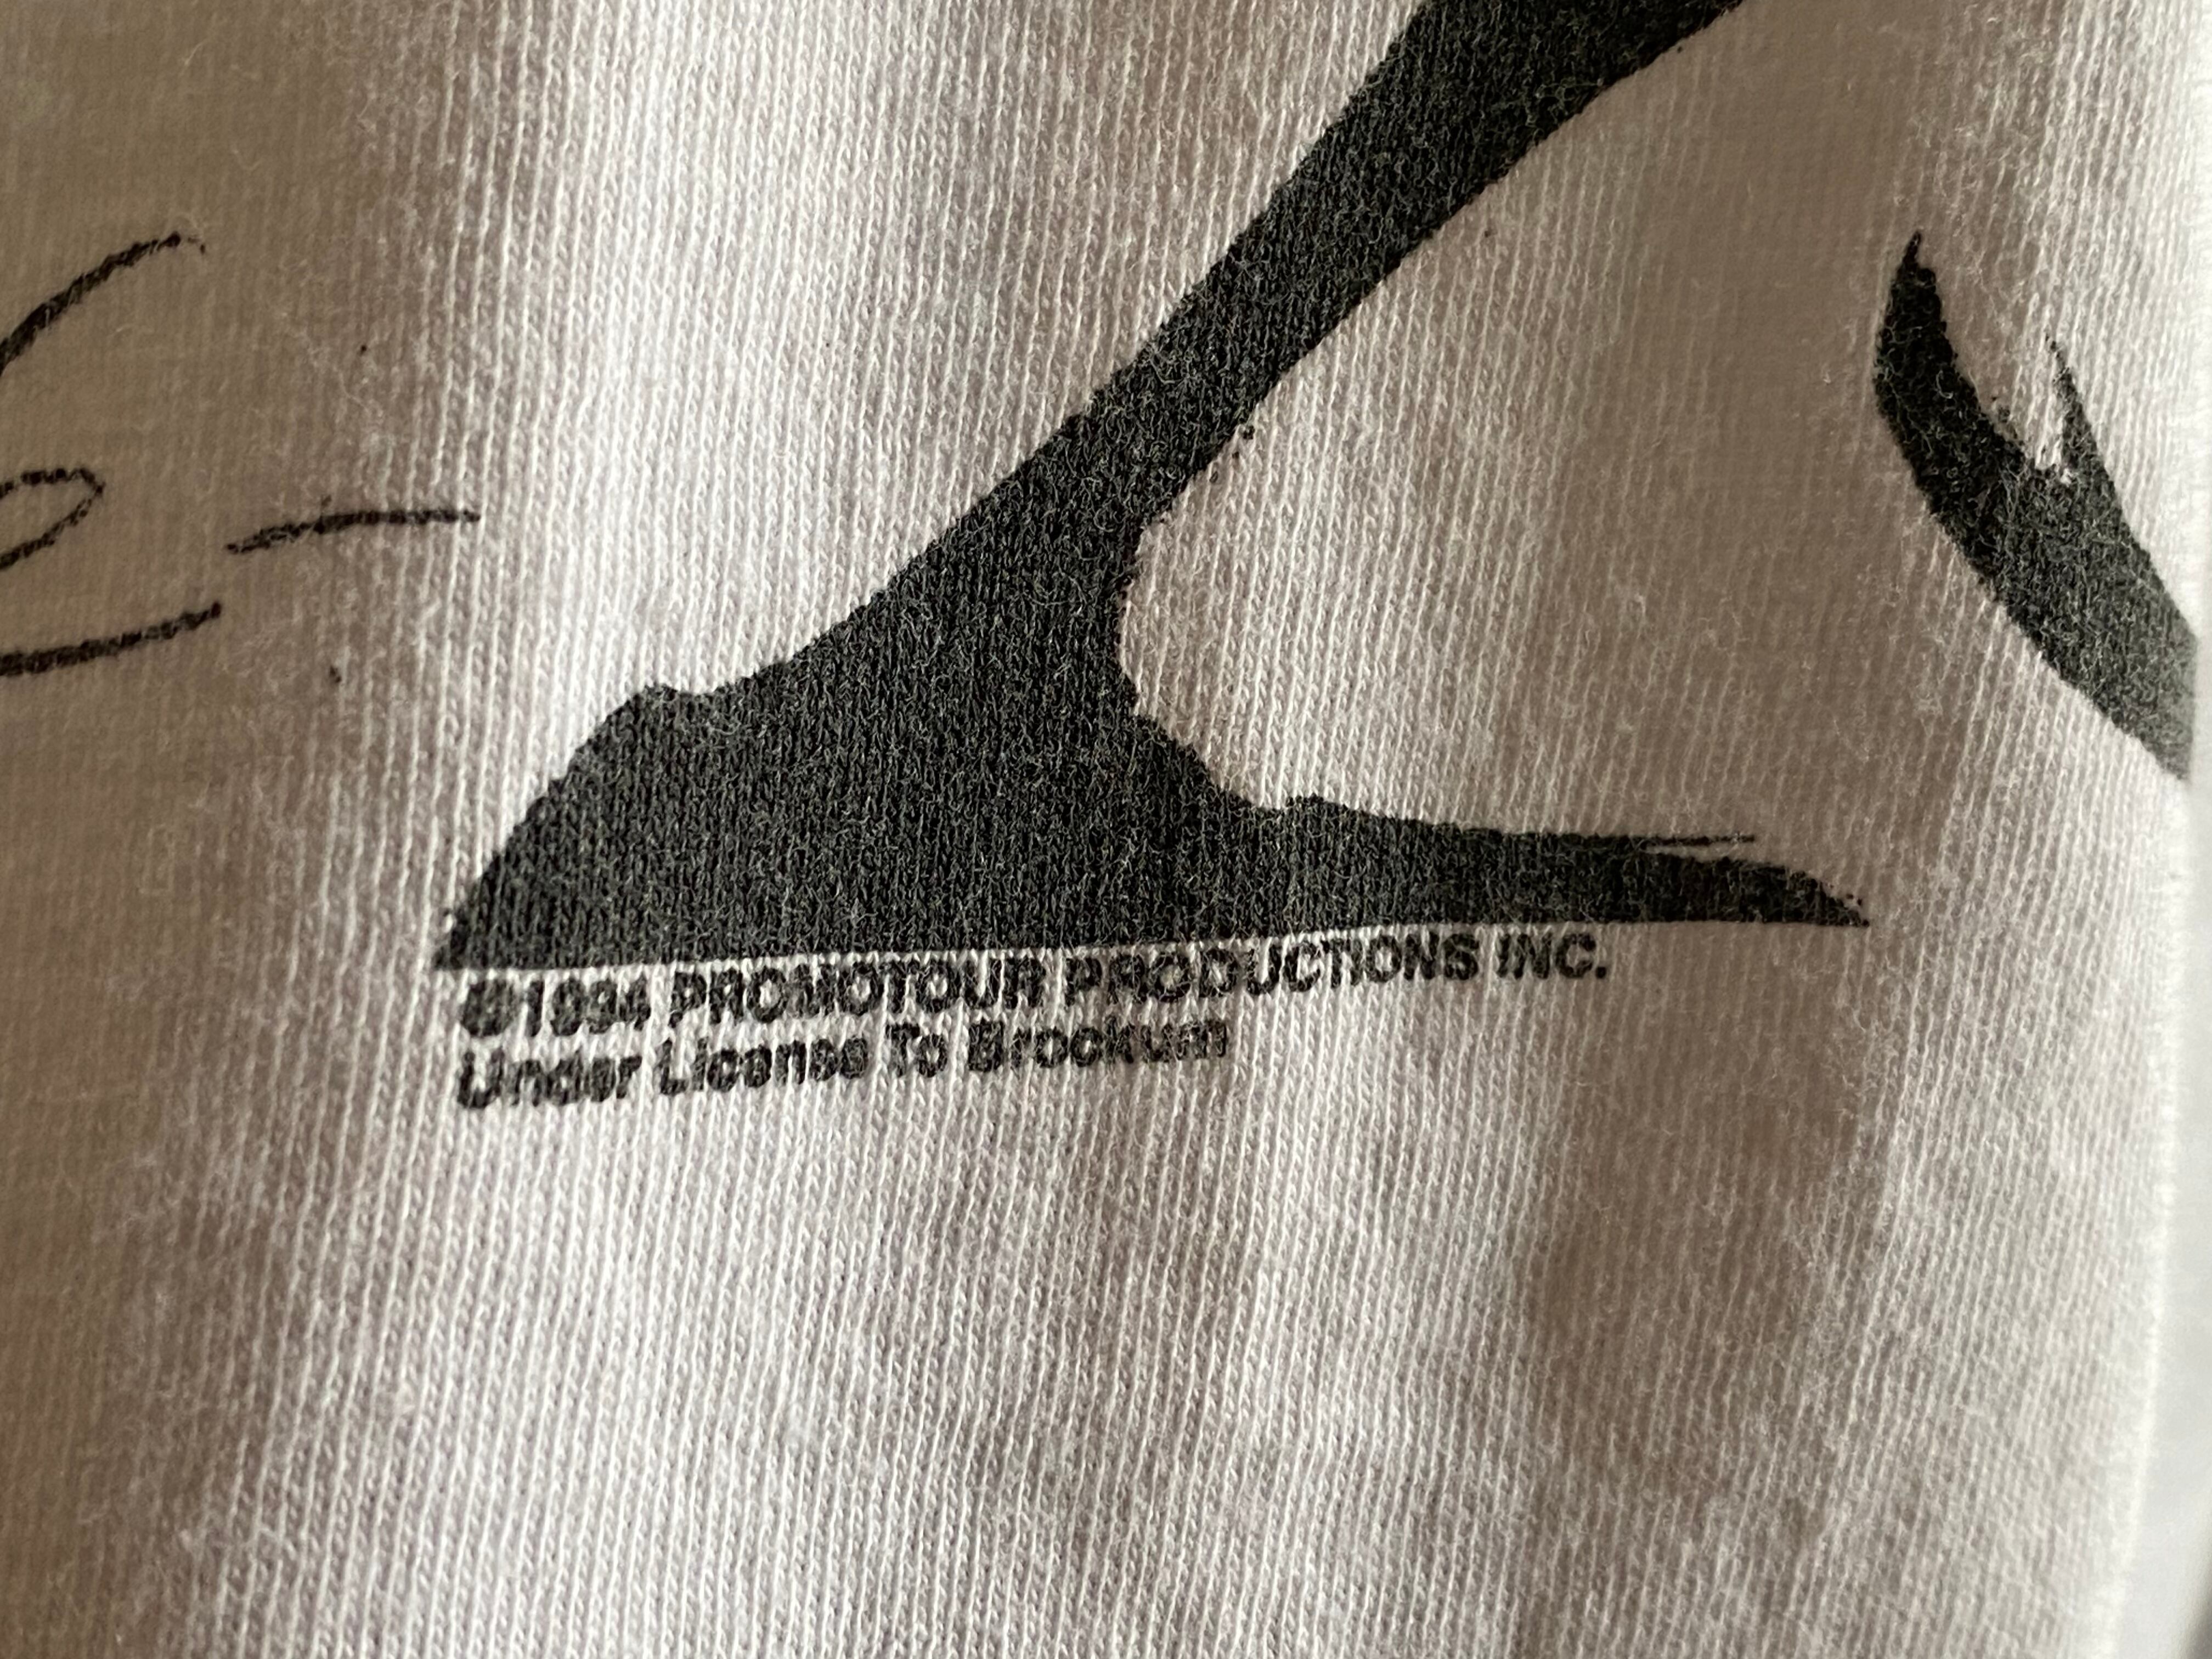 ©1994 PROMOTOUR PRODUCTIONS INC.
Under License To Brockum